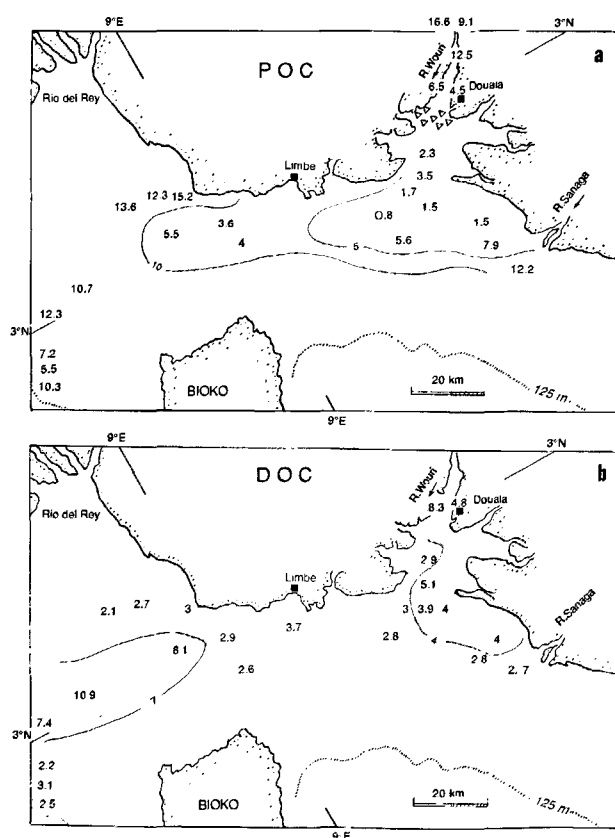 9°E
16.6 9.1
3°N
a
POC
R.Wouri
12.5
6.5 4.5 Douala
Rio del Rey
2.3
Limbe
3.5
R.Sanaga
12.3 15.2
1.7
13.6
0.8 1.5
3.6
1.5
5.5
4
5 5.6
7.9
10
12.2
10.7
12.3
3°N
7.2
5.5
10.3
BIOKO
20 km
125 m.
9°E
9°E
3°N
b
DOC
R.Wouri
8.3 4.8 Douala
Rio del Rey
2.9
Limbe
5.1
R.Sanaga
2.1 2.7 3
3 3.9 4
3.7
2.9
2.8
4
4
8.1
2.6
2.8
2.7
10.9
7
7.4
3°N
2.2
3.1
2.5
BIOKO
20 km
125 m.
9°E